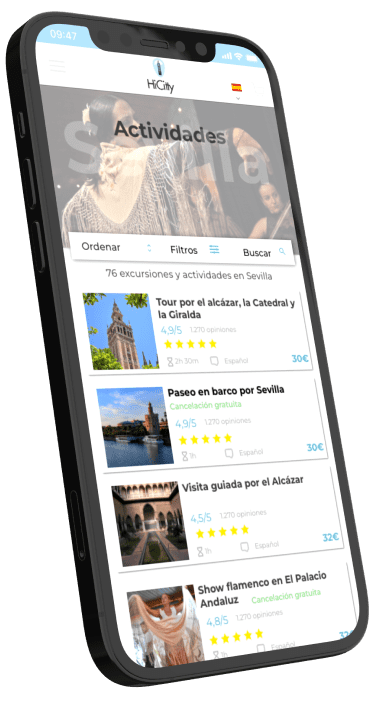 09:47
HiCitty
Sevilla
Actividades
Ordenar
Filtros
Buscar
76 excursiones y actividades en Sevilla
Tour por el alcázar, la Catedral y
la Giralda
4,9/5 1.270 opiniones
2h 30m Español 30€
Paseo en barco por Sevilla
Cancelación gratuita
4,9/5 1.270 opiniones
1h Español 30€
Visita guiada por el Alcázar
4,5/5 1.270 opiniones
1h Español 32€
Show flamenco en El Palacio
Andaluz Cancelación gratuita
4,8/5 1.270 opiniones
1h Español 32